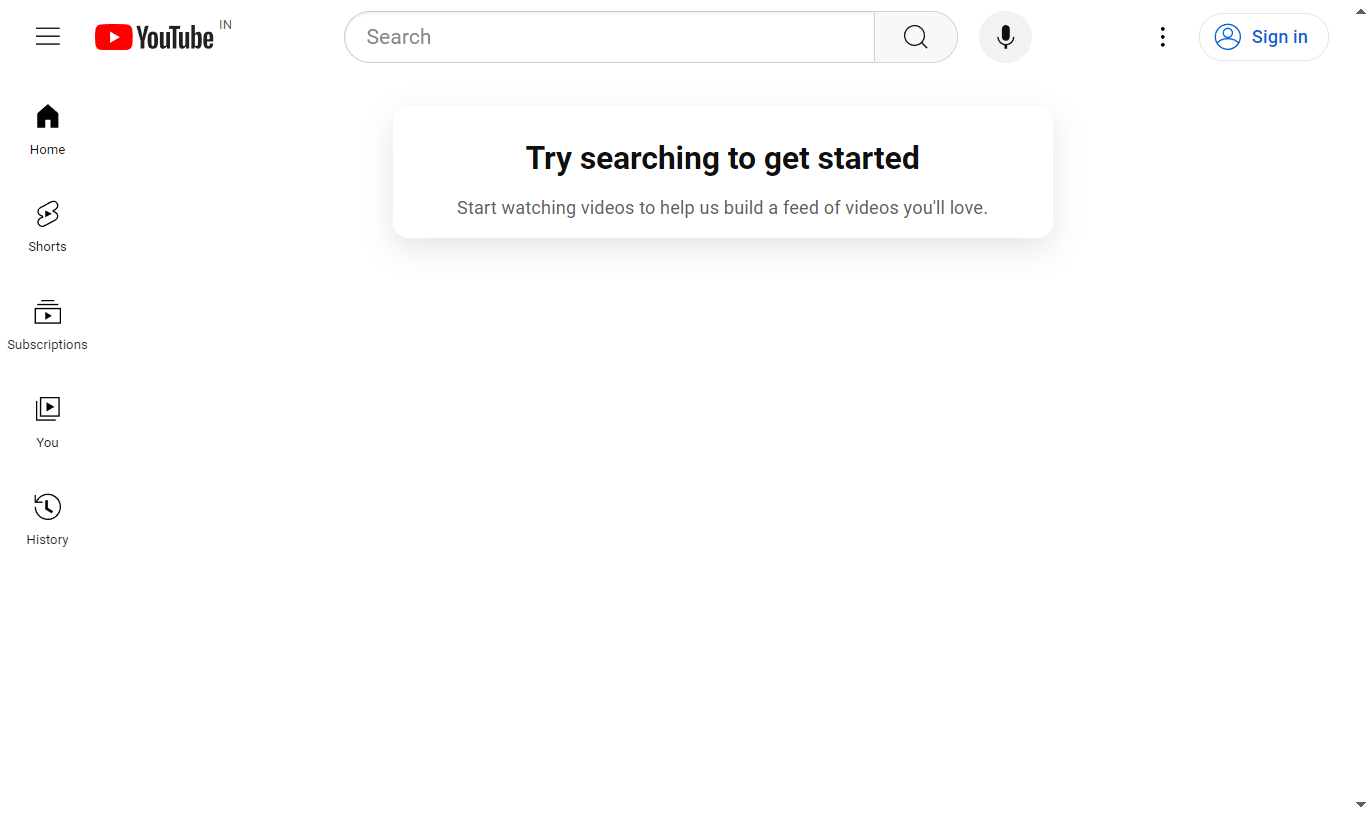 YouTube IN
Search
Sign in
Home
Shorts
Subscriptions
You
History
Try searching to get started
Start watching videos to help us build a feed of videos you'll love.